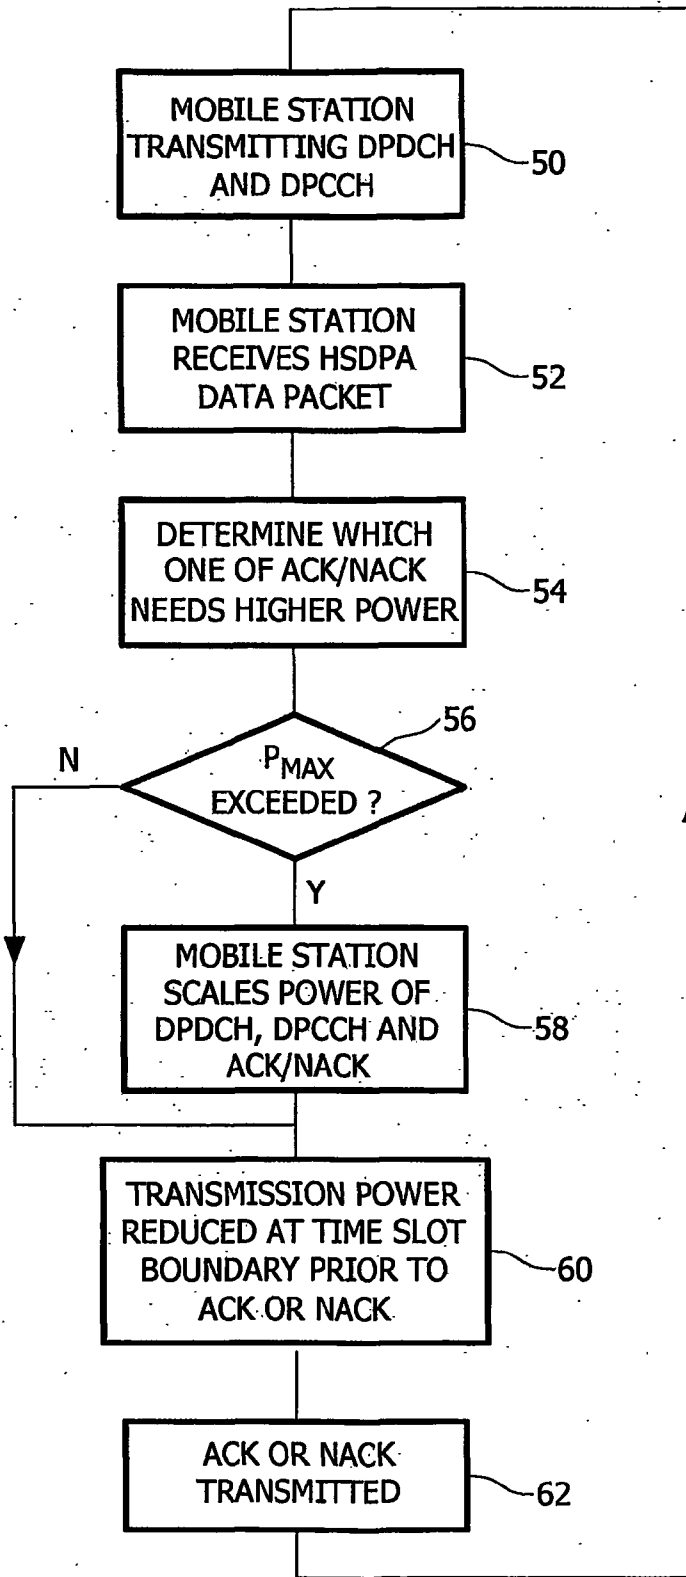 MOBILE STATION
TRANSMITTING DPDCH
AND DPCCH
50
MOBILE STATION
RECEIVES HSDPA
DATA PACKET
52
DETERMINE WHICH
ONE OF ACK/NACK
NEEDS HIGHER POWER
54
56
N
PMAX
EXCEEDED ?
Y
MOBILE STATION
SCALES POWER OF
DPDCH, DPCCH AND
ACK/NACK
58
TRANSMISSION POWER
REDUCED AT TIME SLOT
BOUNDARY PRIOR TO
ACK OR NACK
60
ACK OR NACK
TRANSMITTED
62